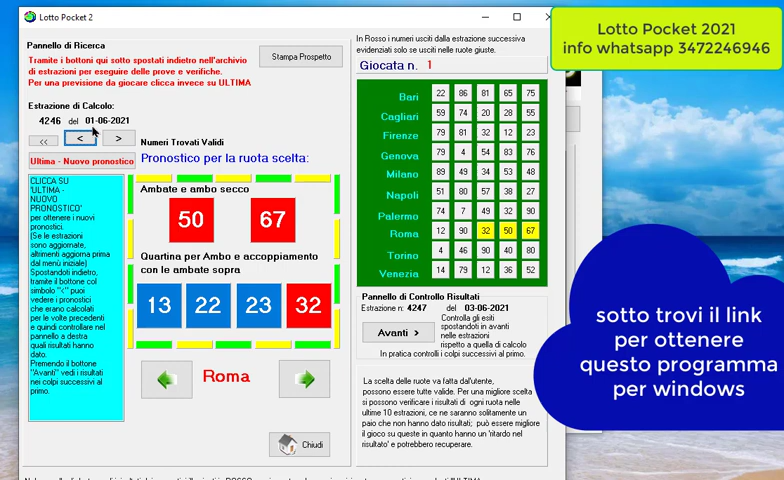 Lotto Pocket 2
Pannello di Ricerca
Tramite i bottoni qui sotto spostati indietro nell'archivio
di estrazioni per eseguire delle prove e verifiche.
Per una previsione da giocare clicca invece su ULTIMA
Stampa Prospetto
Estrazione di Calcolo:
4246 del 01-06-2021
<< < >
Numeri Trovati Validi
Ultima - Nuovo pronostico
Pronostico per la ruota scelta:
CLICCA SU
'ULTIMA -
NUOVO
PRONOSTICO'
per ottenere i nuovi
pronostici.
(Se le estrazioni
sono aggiornate,
altrimenti aggiorna prima
dal menù iniziale)
Spostandoti indietro,
tramite il bottone col
simbolo "<" puoi
vedere i pronostici
che erano calcolati
per le volte precedenti
e quindi controllare nel
pannello a destra
quali risultati hanno
dato.
Premendo il bottone
"Avanti" vedi i risultati
nei colpi successivi al
primo.
Ambate e ambo secco
50 67
Quartina per Ambo e accoppiamento
con le ambate sopra
13 22 23 32
Roma
Chiudi
In Rosso i numeri usciti dalla estrazione successiva
evidenziati solo se usciti nelle ruote giuste.
Giocata n. 1
Bari 22 86 81 65 75
Cagliari 59 74 20 28 55
Firenze 79 81 32 12 23
Genova 79 4 54 83 76
Milano 89 49 34 53 48
Napoli 51 80 57 38 27
Palermo 74 7 49 32 90
Roma 12 90 32 50 67
Torino 4 46 90 40 80
Venezia 14 79 12 36 52
Pannello di Controllo Risultati
Estrazione n: 4247 del 03-06-2021
Avanti >
Controlla gli esiti
spostandoti in avanti
nelle estrazioni
rispetto a quella di calcolo
In pratica controlli i colpi successivi al primo.
La scelta delle ruote va fatta dall'utente,
possono essere tutte valide. Per una migliore scelta
si possono verificare i risultati di ogni ruota nelle
ultime 10 estrazioni, ce ne saranno solitamente un
paio che non hanno dato risultati; può essere migliore
il gioco su queste in quanto hanno un 'ritardo nel
risultato' e potrebbero recuperare.
Lotto Pocket 2021
info whatsapp 3472246946
sotto trovi il link
per ottenere
questo programma
per windows